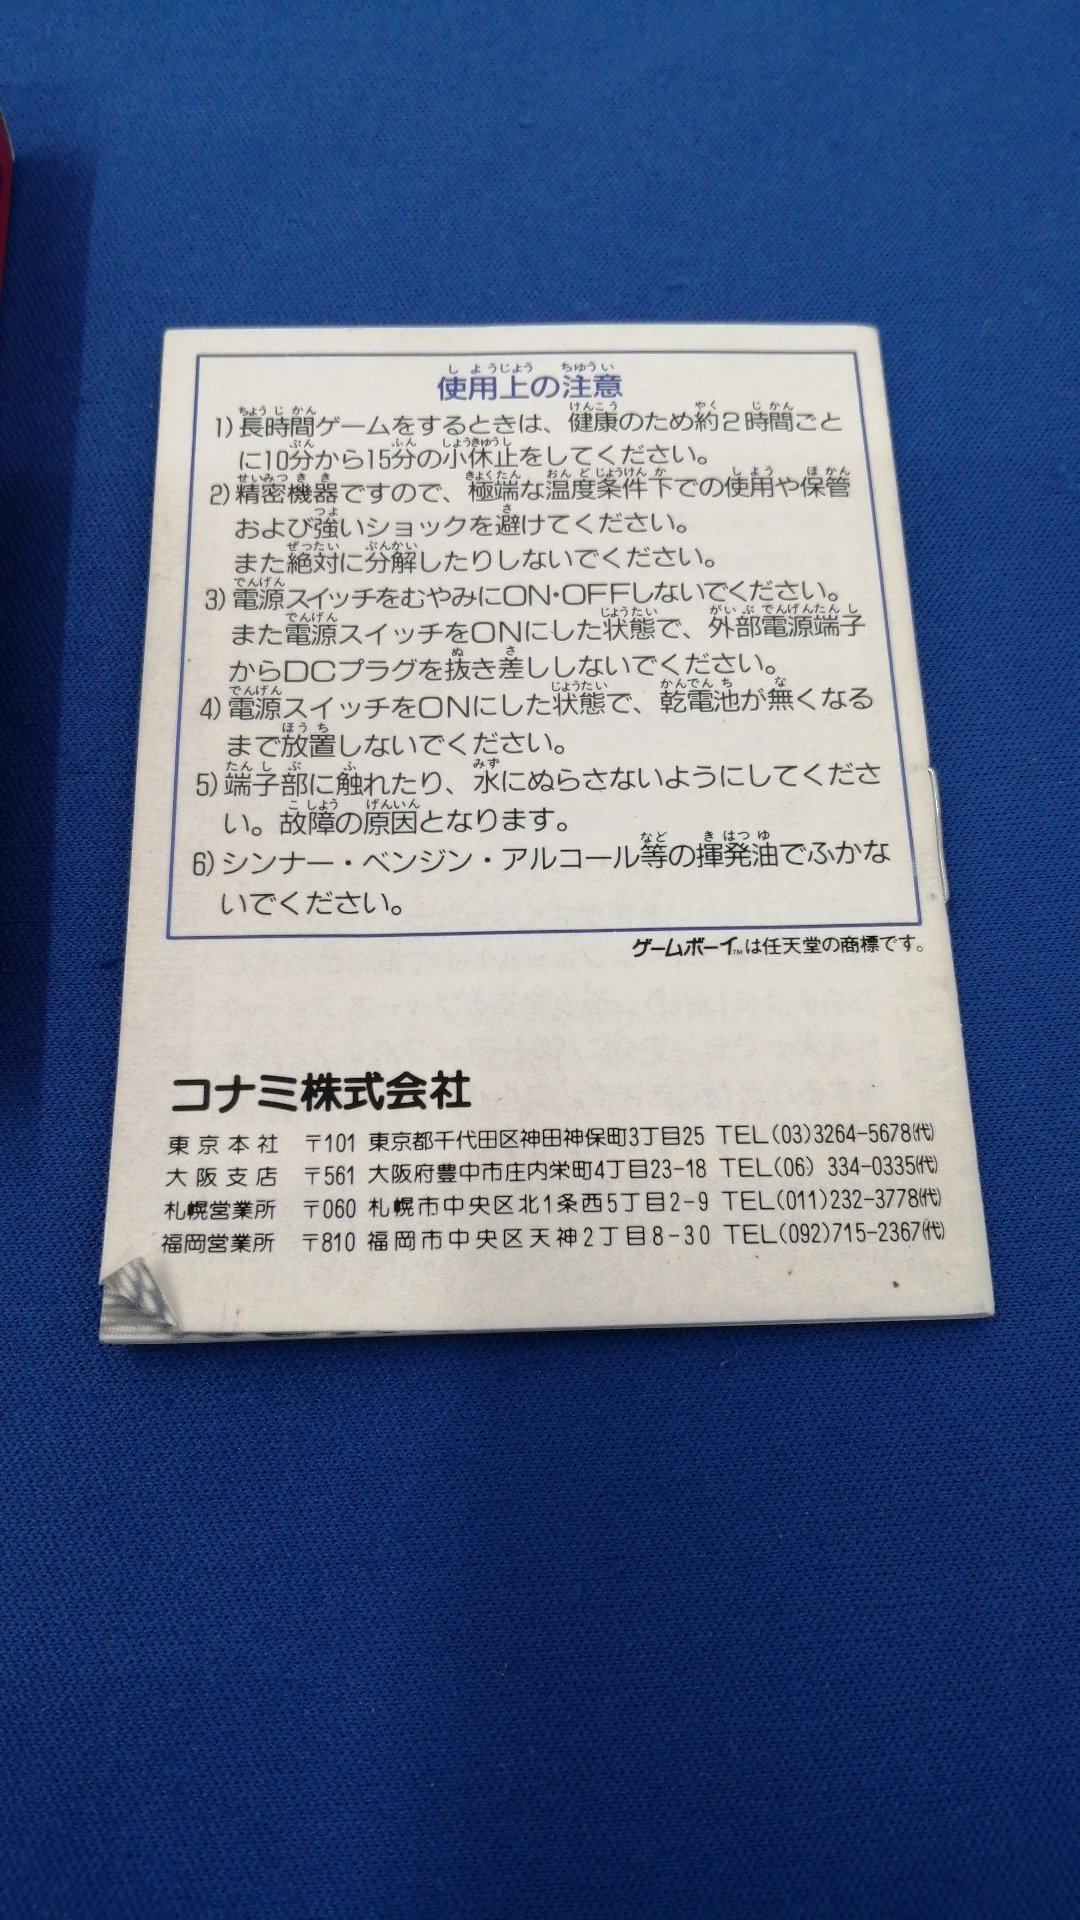 使用上の注意
1)長時間ゲームをするときは、健康のため約2時間ごと
に10分から15分の小休止をしてください。
2)精密機器ですので、極端な温度条件下での使用や保管
および強いショックを避けてください。
また絶対に分解したりしないでください。
3)電源スイッチをむやみにON・OFFしないでください。
また電源スイッチをONにした状態で、外部電源端子
からDCプラグを抜き差ししないでください。
4)電源スイッチをONにした状態で、乾電池が無くなる
まで放置しないでください。
5)端子部に触れたり、水にぬらさないようにしてくださ
い。故障の原因となります。
6)シンナー・ベンジン・アルコール等の揮発油でふかな
いでください。
ゲームボーイ™は任天堂の商標です。
コナミ株式会社
東京本社 〒101 東京都千代田区神田神保町3丁目25 TEL(03)3264-5678(代)
大阪支店 〒561 大阪府豊中市庄内栄町4丁目23-18 TEL(06) 334-0335(代)
札幌営業所 〒060 札幌市中央区北1条西5丁目2-9 TEL(011)232-3778(代)
福岡営業所 〒810 福岡市中央区天神2丁目8-30 TEL(092)715-2367(代)